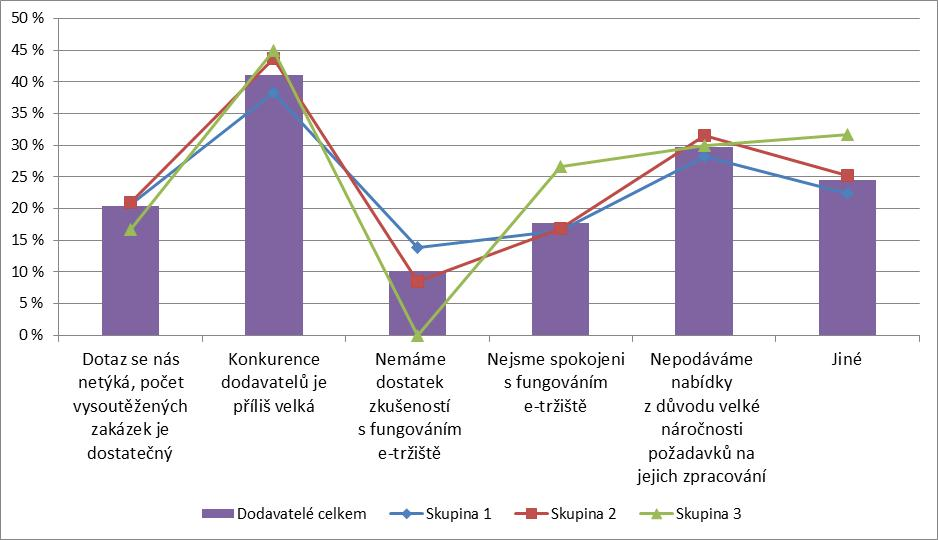 50 %
45 %
40 %
35 %
30 %
25 %
20 %
15 %
10 %
5 %
0 %
Dotaz se nás
netýká, počet
vysoutěžených
zakázek je
dostatečný
Konkurence
dodavatelů je
příliš velká
Nemáme
dostatek
zkušeností
s fungováním
e-tržiště
Nejsme spokojeni
s fungováním
e-tržiště
Nepodáváme
nabídky
z důvodu velké
náročnosti
požadavků na
jejich zpracování
Jiné
Dodavatelé celkem
Skupina 1
Skupina 2
Skupina 3